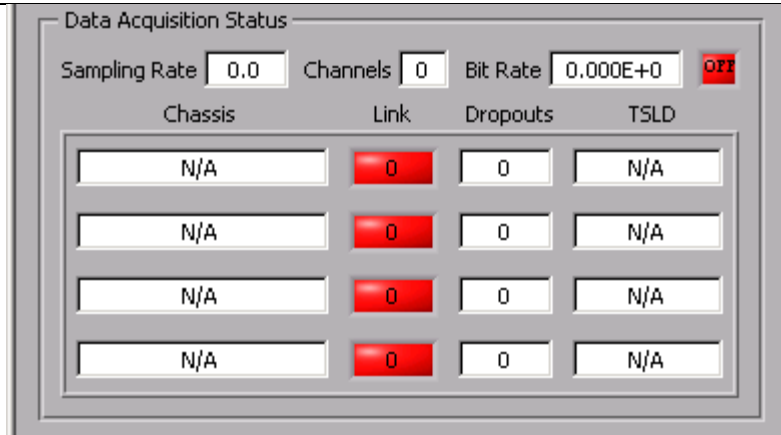 Data Acquisition Status
Sampling Rate 0.0 Channels 0 Bit Rate 0.000E+0 OFF
Chassis Link Dropouts TSLD
N/A 0 0 N/A
N/A 0 0 N/A
N/A 0 0 N/A
N/A 0 0 N/A